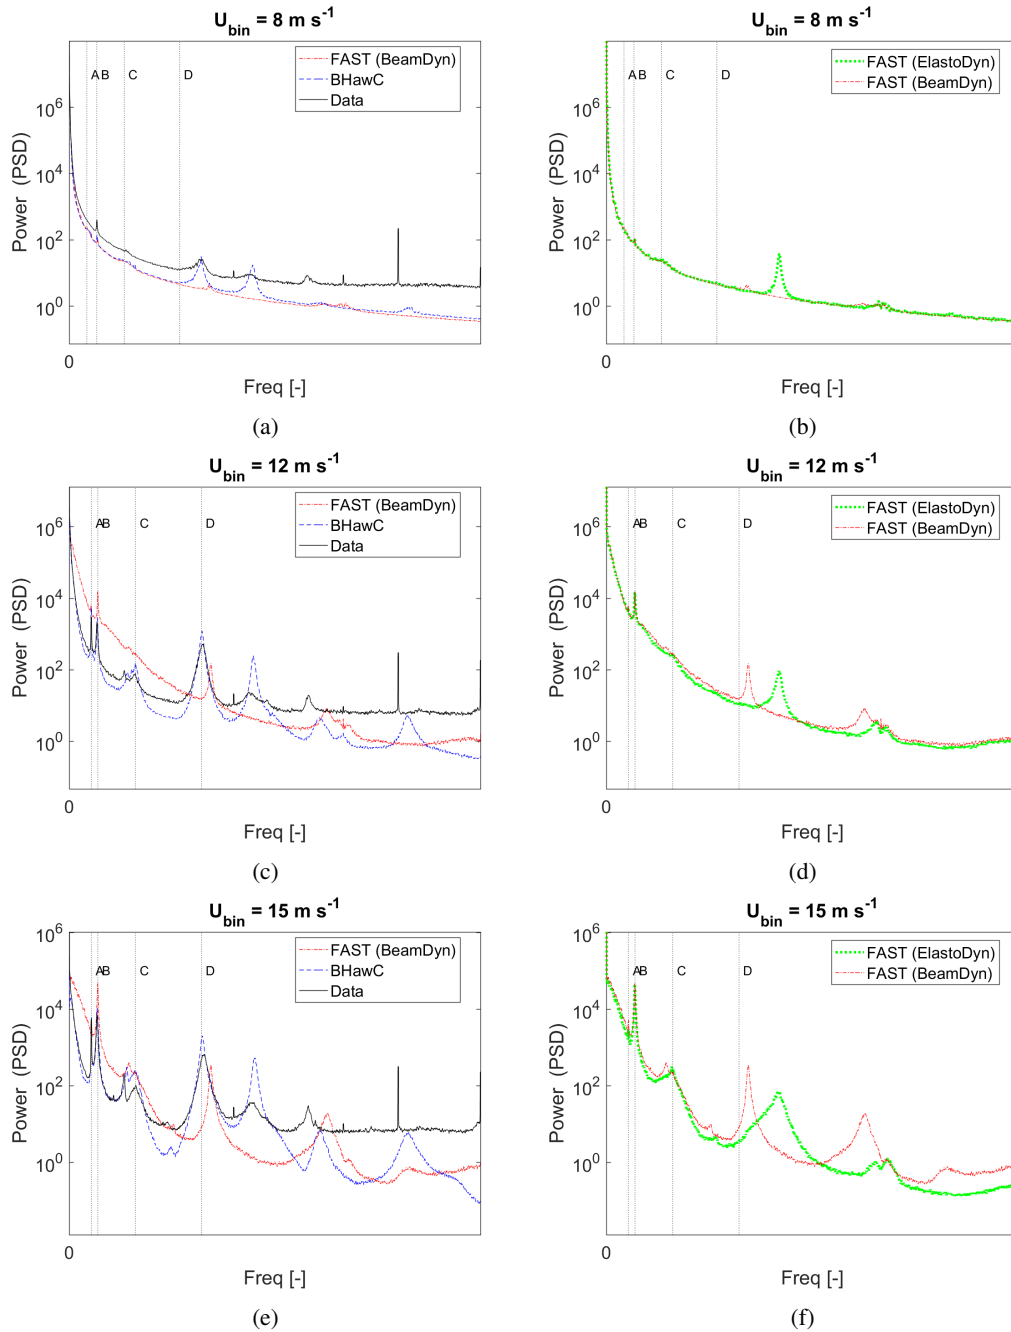 U_bin = 8 m s^-1
FAST (BeamDyn)
BHawC
Data
A B C D
10^6
10^4
10^2
10^0
Power (PSD)
0
Freq [-]
(a)
U_bin = 8 m s^-1
FAST (ElastoDyn)
FAST (BeamDyn)
A B C D
10^6
10^4
10^2
10^0
Power (PSD)
0
Freq [-]
(b)
U_bin = 12 m s^-1
FAST (BeamDyn)
BHawC
Data
A B C D
10^6
10^4
10^2
10^0
Power (PSD)
0
Freq [-]
(c)
U_bin = 12 m s^-1
FAST (ElastoDyn)
FAST (BeamDyn)
A B C D
10^6
10^4
10^2
10^0
Power (PSD)
0
Freq [-]
(d)
U_bin = 15 m s^-1
FAST (BeamDyn)
BHawC
Data
A B C D
10^6
10^4
10^2
10^0
Power (PSD)
0
Freq [-]
(e)
U_bin = 15 m s^-1
FAST (ElastoDyn)
FAST (BeamDyn)
A B C D
10^6
10^4
10^2
10^0
Power (PSD)
0
Freq [-]
(f)